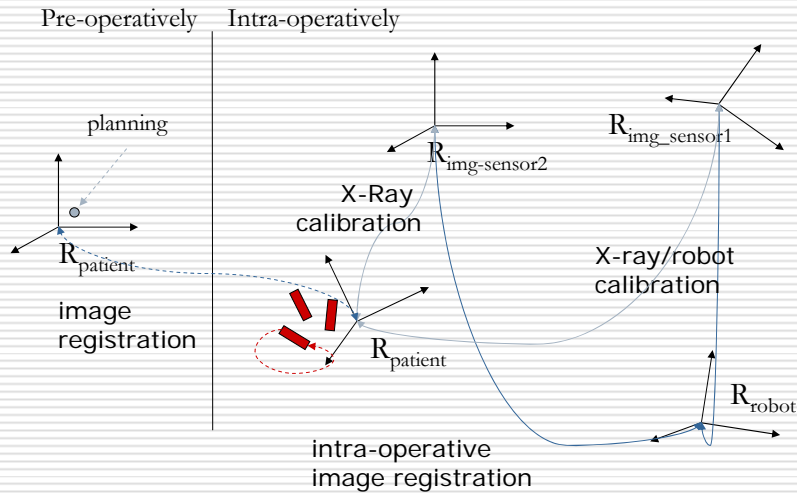 Pre-operatively
Intra-operatively
planning
R_patient
image
registration
R_img-sensor2
X-Ray
calibration
R_img_sensor1
X-ray/robot
calibration
R_patient
R_robot
intra-operative
image registration